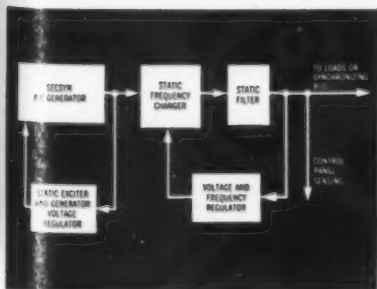 SECSYN
A-C GENERATOR
STATIC
FREQUENCY
CHANGER
STATIC
FILTER
TO LOADS OR
SYNCHRONIZING
BUS
STATIC EXCITER
AND GENERATOR
VOLTAGE
REGULATOR
VOLTAGE AND
FREQUENCY
REGULATOR
CONTROL
PANEL
SENSING